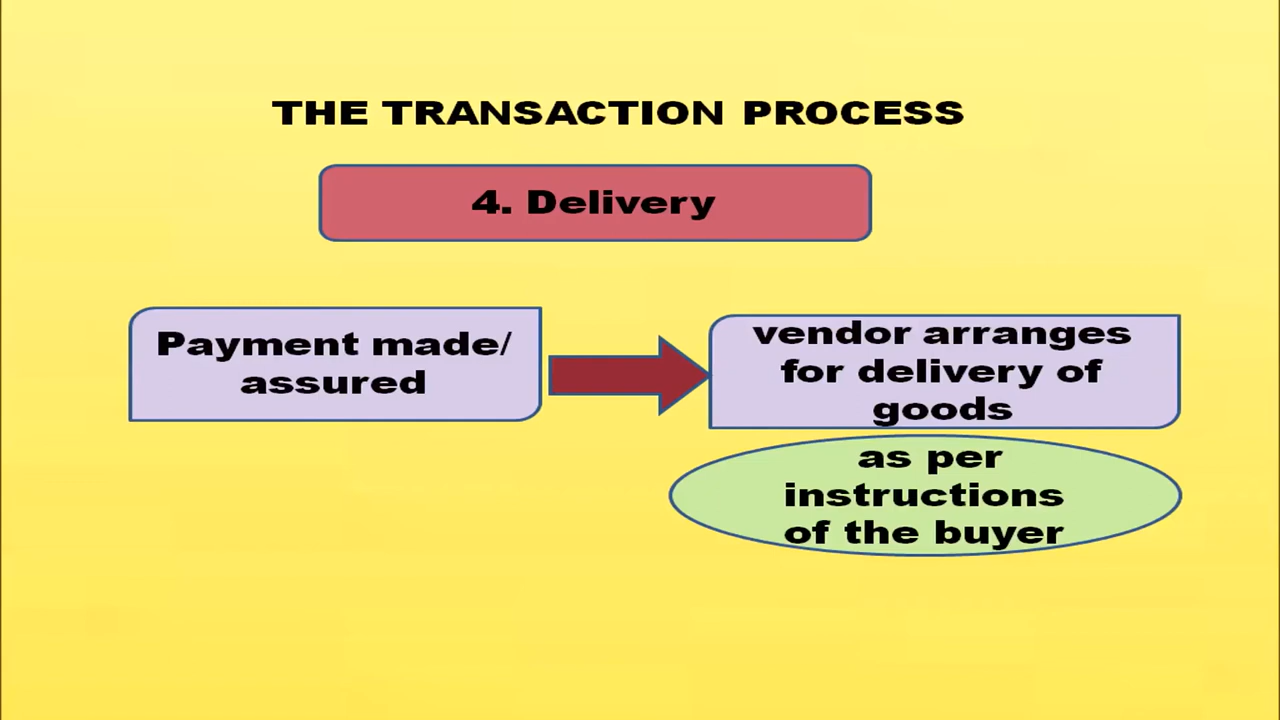 THE TRANSACTION PROCESS
4. Delivery
Payment made/
assured
vendor arranges
for delivery of
goods
as per
instructions
of the buyer